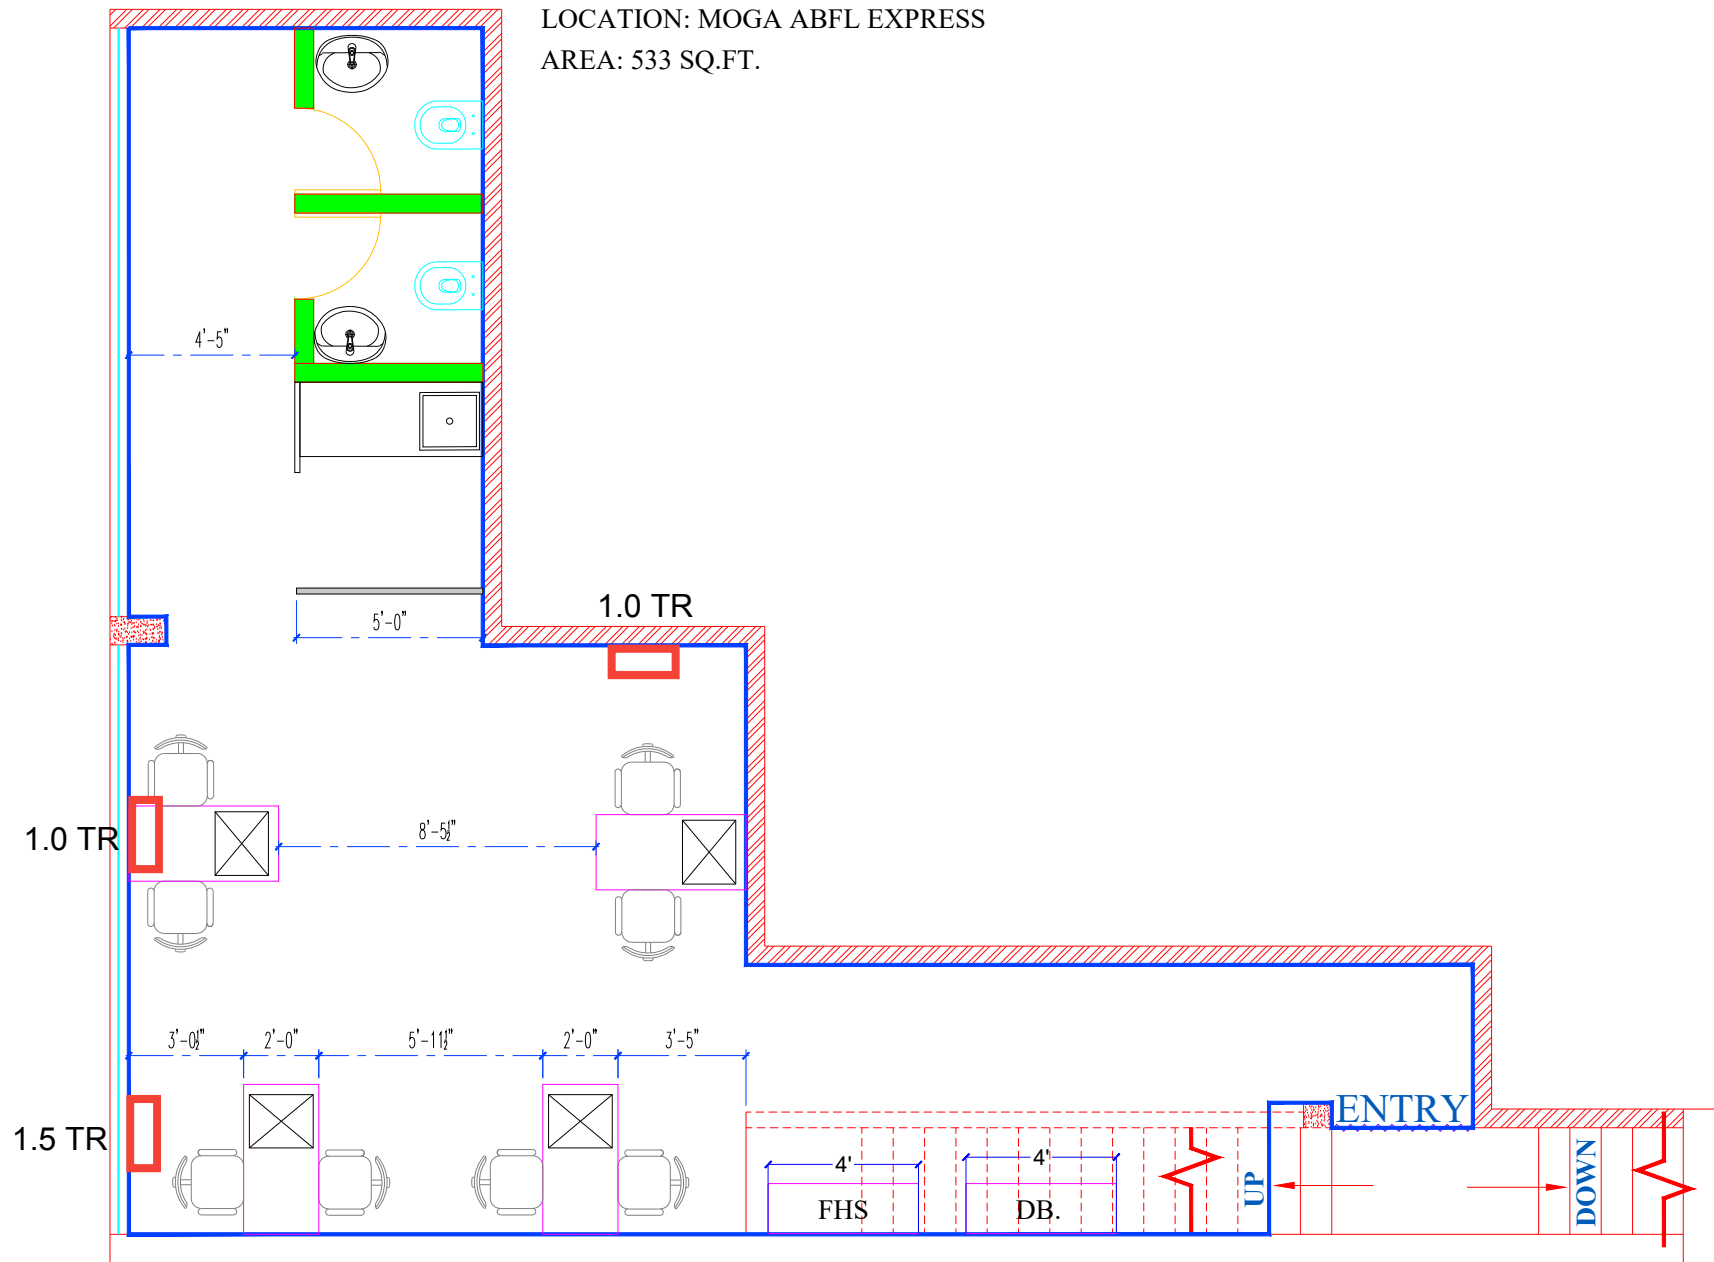 LOCATION: MOGA ABFL EXPRESS
AREA: 533 SQ.FT.
4'-5"
5'-0"
1.0 TR
1.0 TR
8'-5½"
3'-0½"
2'-0"
5'-11½"
2'-0"
3'-5"
1.5 TR
ENTRY
4'
4'
FHS
DB.
UP
DOWN